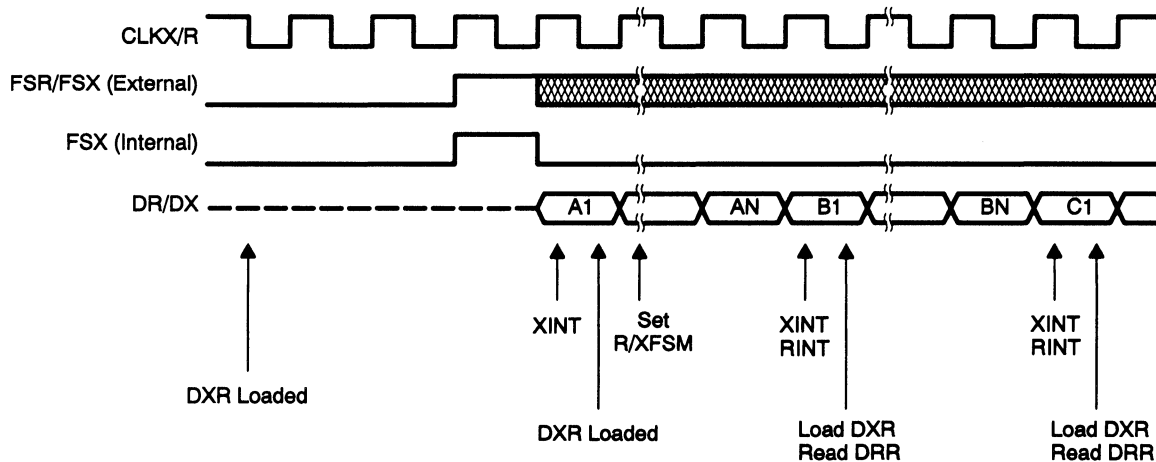 CLKX/R
FSR/FSX (External)
FSX (Internal)
DR/DX
A1
AN
B1
BN
C1
XINT
Set
R/XFSM
XINT
RINT
XINT
RINT
DXR Loaded
DXR Loaded
Load DXR
Read DRR
Load DXR
Read DRR